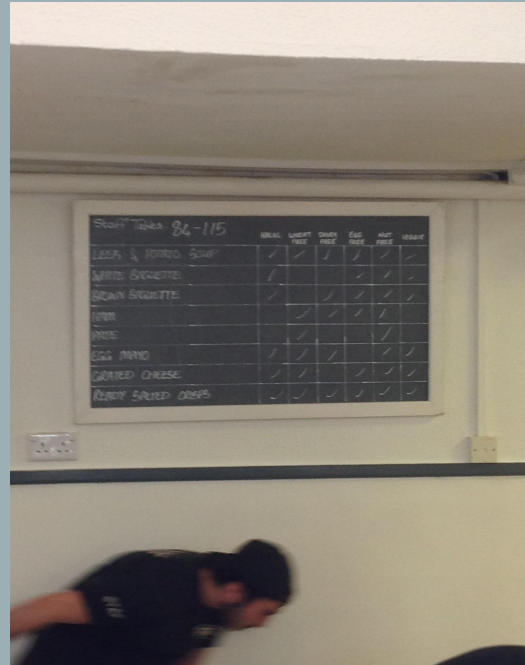 Staff Tables 84-115
HALAL WHEAT FREE DAIRY FREE EGG FREE NUT FREE VEGGIE
LEEK & POTATO SOUP
WHITE BAGUETTE
BROWN BAGUETTE
HAM
PATE
EGG MAYO
GRATED CHEESE
READY SALTED CRISPS